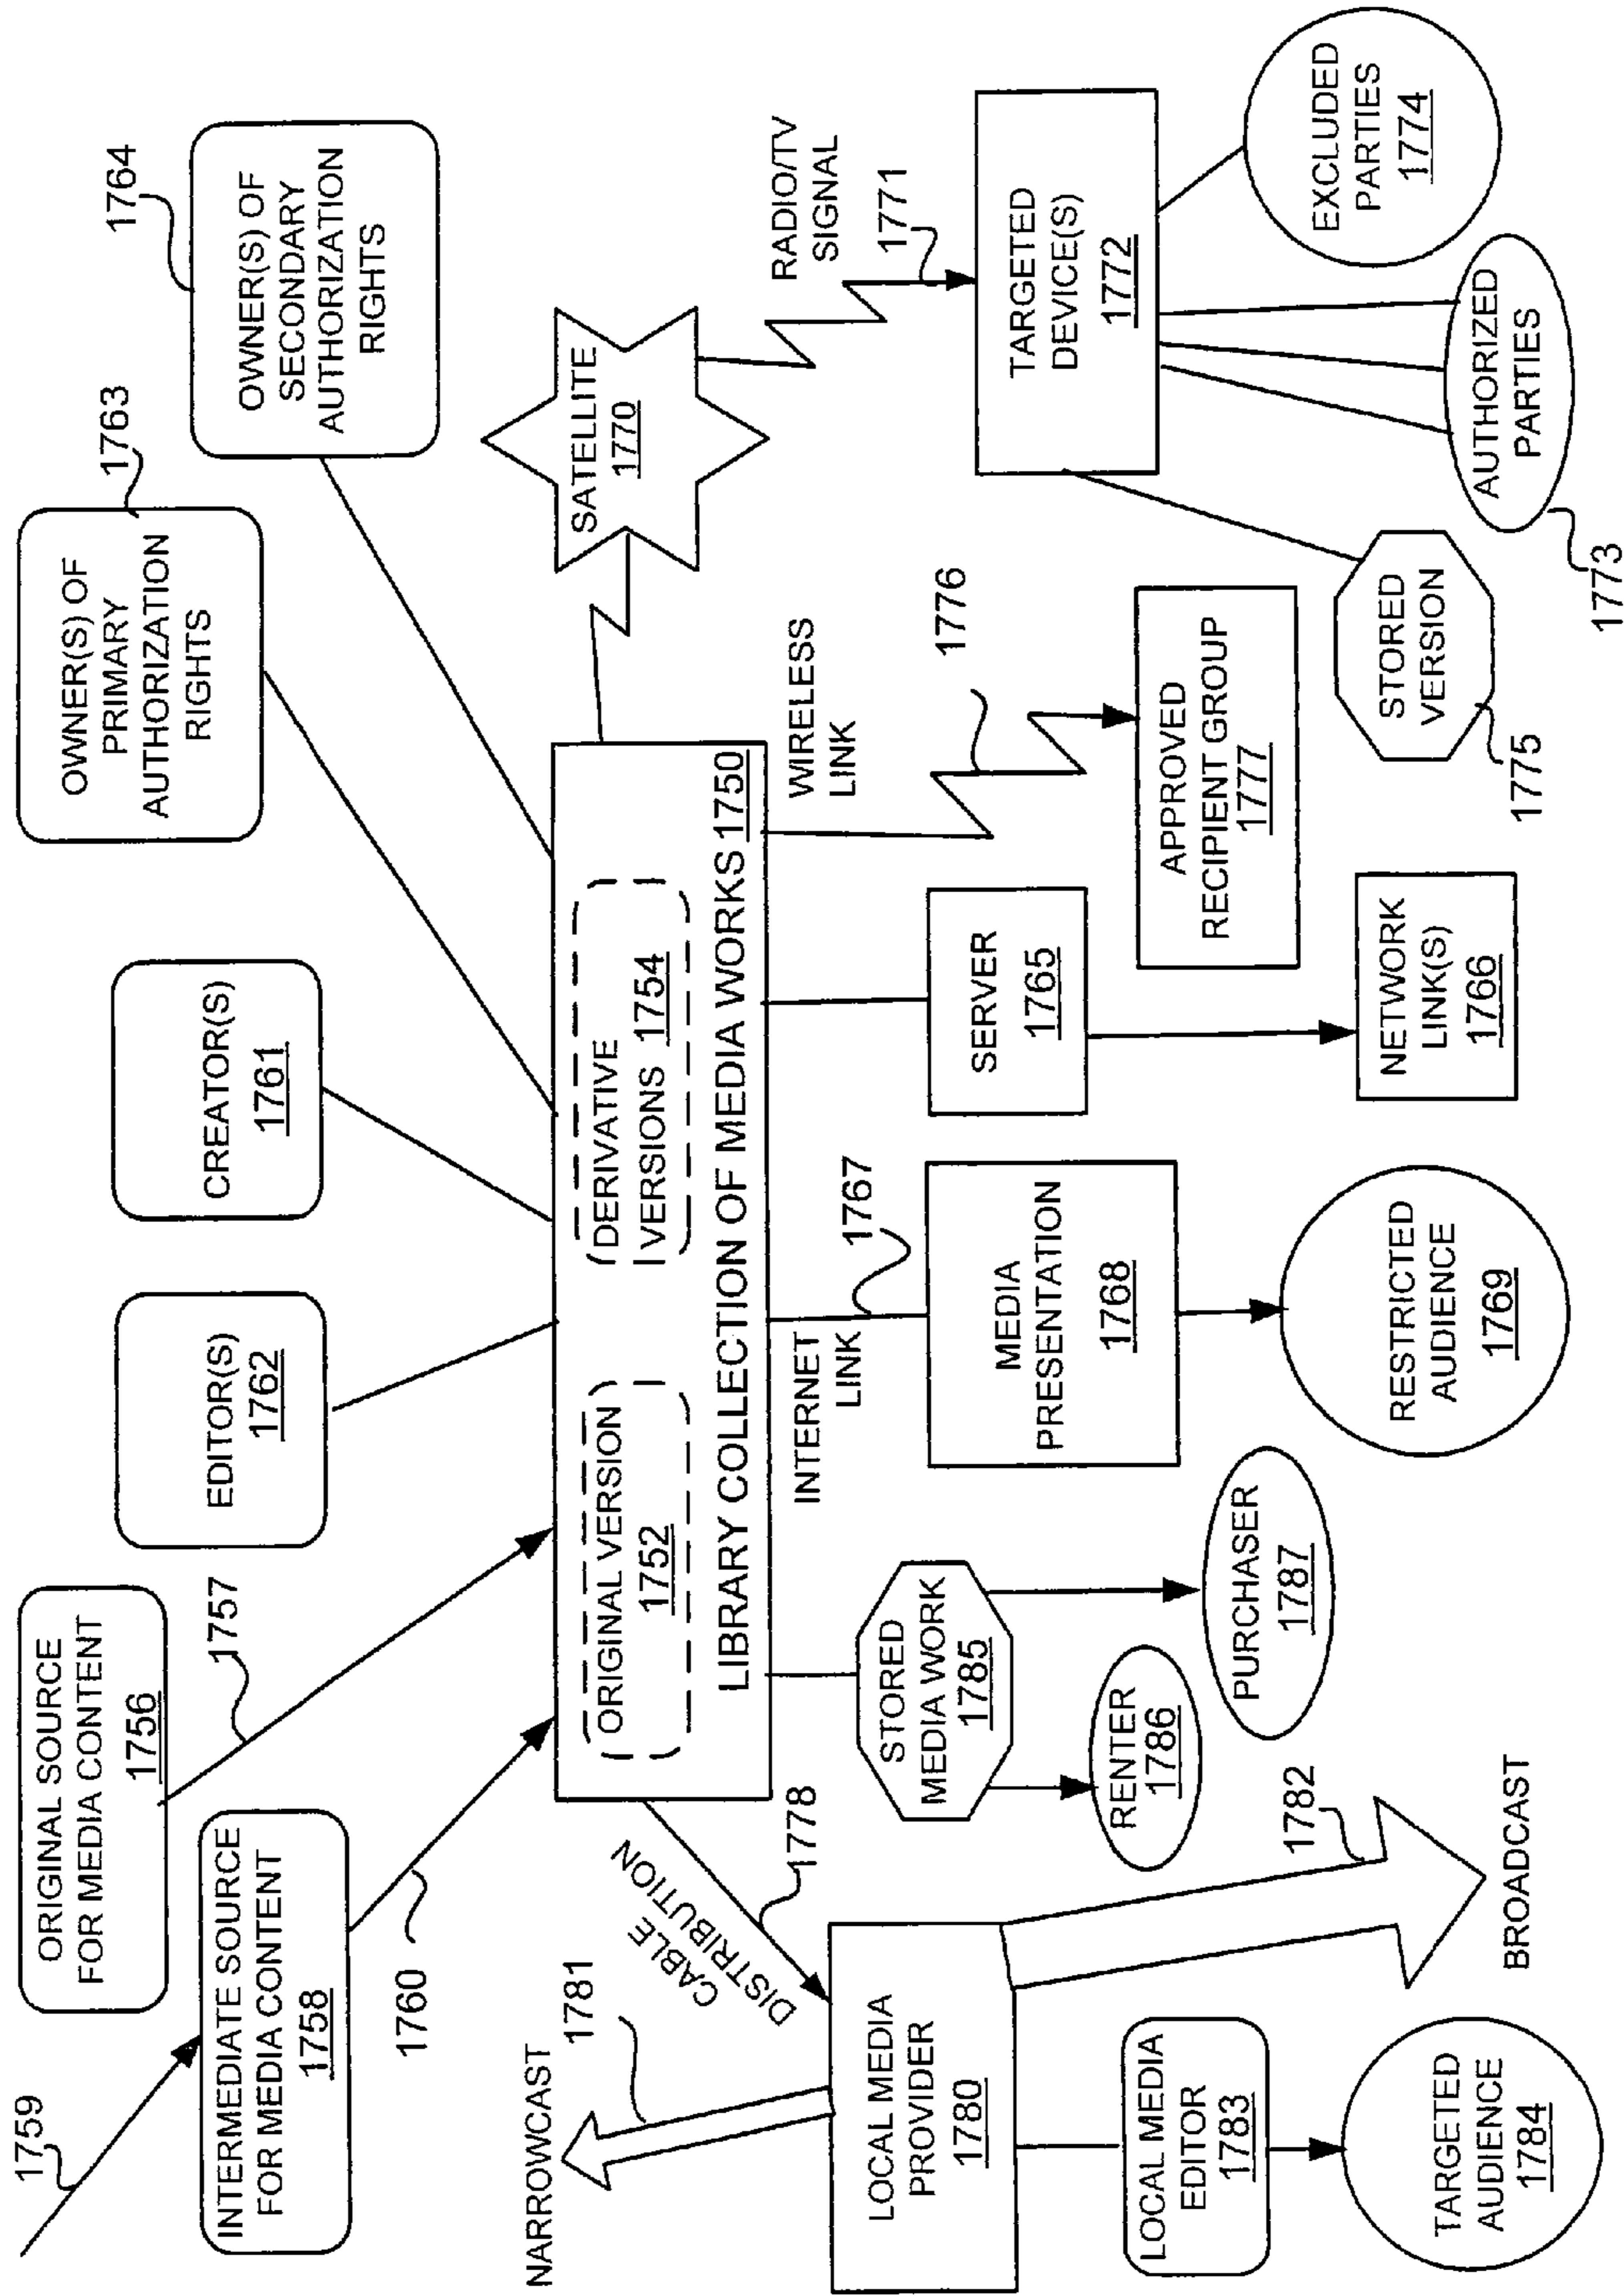 1759
ORIGINAL SOURCE
FOR MEDIA CONTENT
1756
1757
INTERMEDIATE SOURCE
FOR MEDIA CONTENT
1758
1760
EDITOR(S)
1762
CREATOR(S)
1761
OWNER(S) OF
PRIMARY
AUTHORIZATION
RIGHTS
1763
OWNER(S) OF
SECONDARY
AUTHORIZATION
RIGHTS
1764
ORIGINAL VERSION
1752
DERIVATIVE
VERSIONS 1754
LIBRARY COLLECTION OF MEDIA WORKS 1750
SATELLITE
1770
RADIO/TV
SIGNAL
1771
TARGETED
DEVICE(S)
1772
EXCLUDED
PARTIES
1774
AUTHORIZED
PARTIES
1773
STORED
VERSION
1775
WIRELESS
LINK
1776
APPROVED
RECIPIENT GROUP
1777
SERVER
1765
NETWORK
LINK(S)
1766
INTERNET
LINK
1767
MEDIA
PRESENTATION
1768
RESTRICTED
AUDIENCE
1769
STORED
MEDIA WORK
1785
RENTER
1786
PURCHASER
1787
CABLE
DISTRIBUTION
1778
NARROWCAST
1781
LOCAL MEDIA
PROVIDER
1780
1782
BROADCAST
LOCAL MEDIA
EDITOR
1783
TARGETED
AUDIENCE
1784